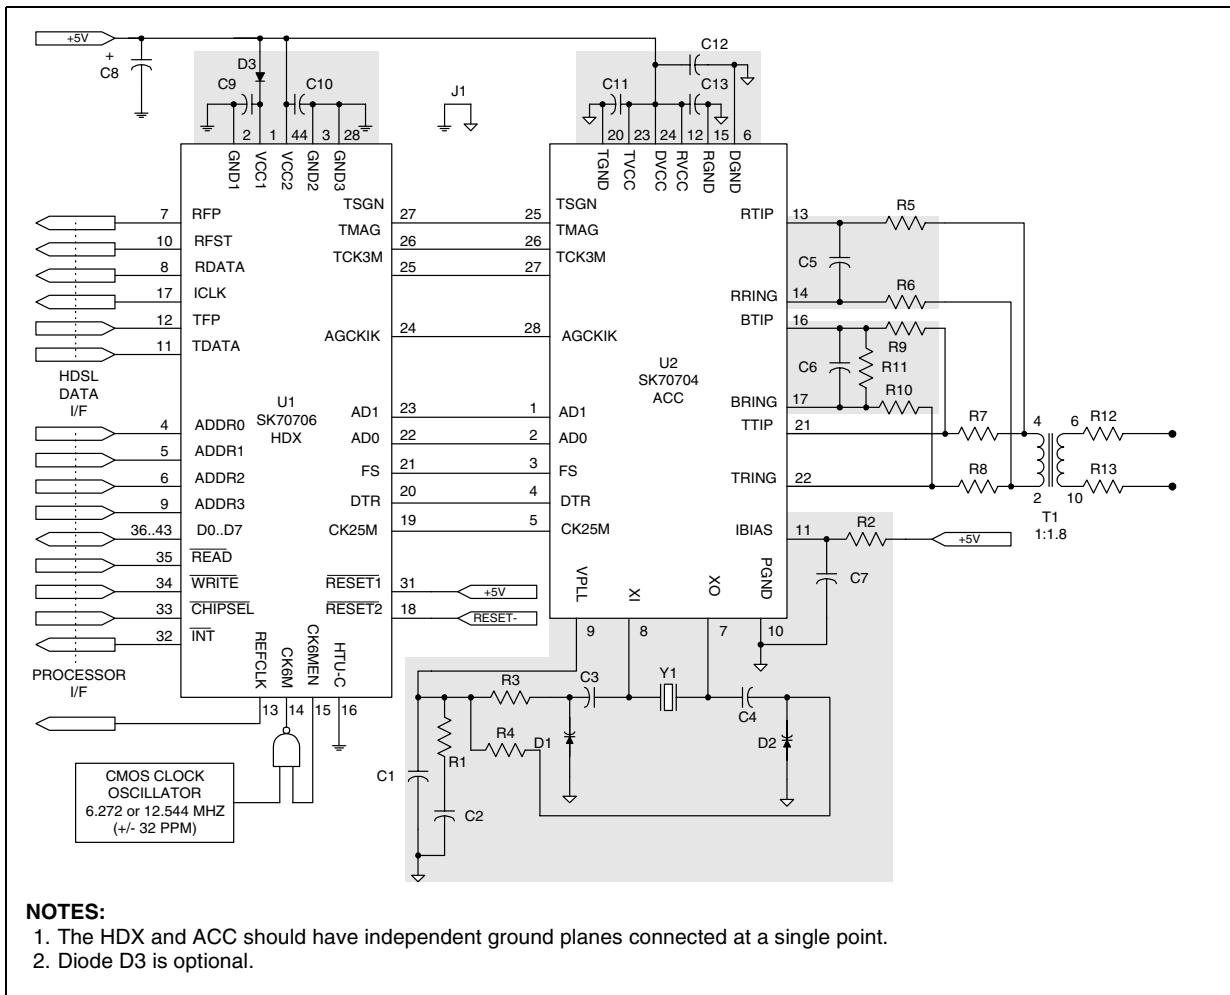 +5V
+
C8
D3
C9
C10
J1
C12
C11
C13
2 1 44 3 28
20 23 24 12 15 6
GND1 VCC1 VCC2 GND2 GND3
TGND TVCC DVCC RVCC RGND DGND
7 RFP
10 RFST
8 RDATA
17 ICLK
12 TFP
11 TDATA
HDSL
DATA
I/F
4 ADDR0
5 ADDR1
6 ADDR2
9 ADDR3
36..43 D0..D7
35 READ
34 WRITE
33 CHIPSEL
32 INT
PROCESSOR
I/F
U1
SK70706
HDX
TSGN 27 25 TSGN
TMAG 26 26 TMAG
TCK3M 25 27 TCK3M
AGCKIK 24 28 AGCKIK
AD1 23 1 AD1
AD0 22 2 AD0
FS 21 3 FS
DTR 20 4 DTR
CK25M 19 5 CK25M
RESET1 31 +5V
RESET2 18 RESET-
REFCLK CK6M CK6MEN HTU-C
13 14 15 16
CMOS CLOCK
OSCILLATOR
6.272 or 12.544 MHZ
(+/- 32 PPM)
U2
SK70704
ACC
RTIP 13 R5
C5
RRING 14 R6
BTIP 16 R9
C6 R11
BRING 17 R10
TTIP 21 R7
TRING 22 R8
4 6 R12
2 10 R13
T1
1:1.8
IBIAS 11 R2 +5V
C7
VPLL XI XO PGND
9 8 7 10
R3 C3 Y1 C4
R4 D1 D2
R1
C1
C2
NOTES:
1. The HDX and ACC should have independent ground planes connected at a single point.
2. Diode D3 is optional.